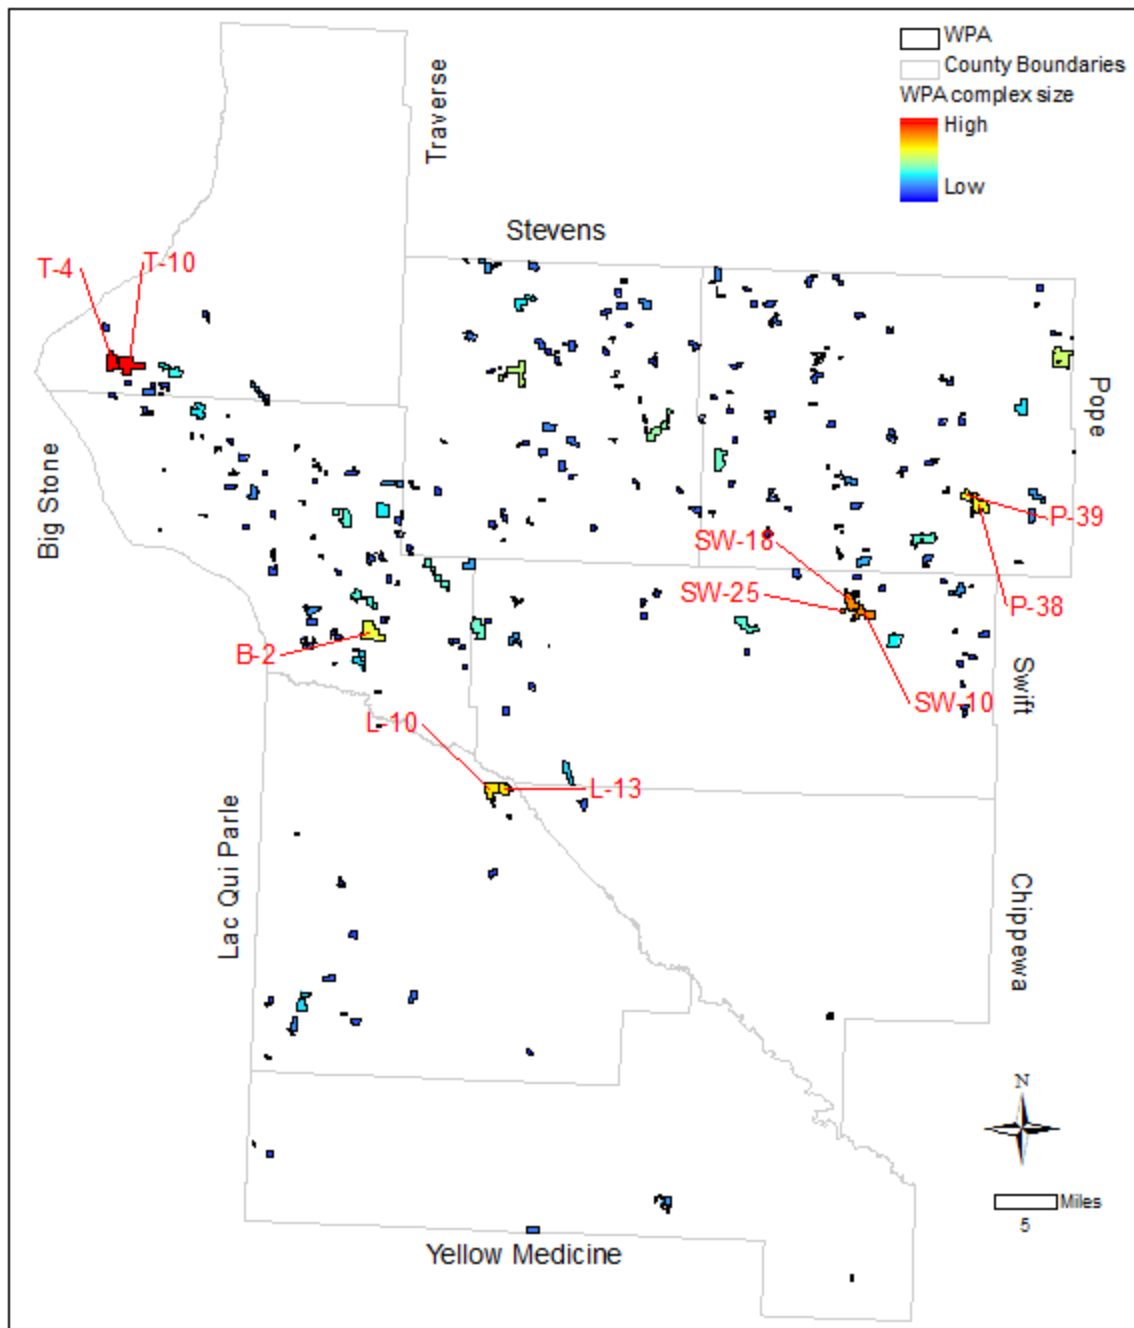 WPA
County Boundaries
WPA complex size
High
Low
Traverse
Stevens
T-4
T-10
Pope
Big Stone
P-39
SW-18
SW-25
P-38
B-2
Swift
SW-10
L-10
L-13
Lac Qui Parle
Chippewa
N
Miles
5
Yellow Medicine